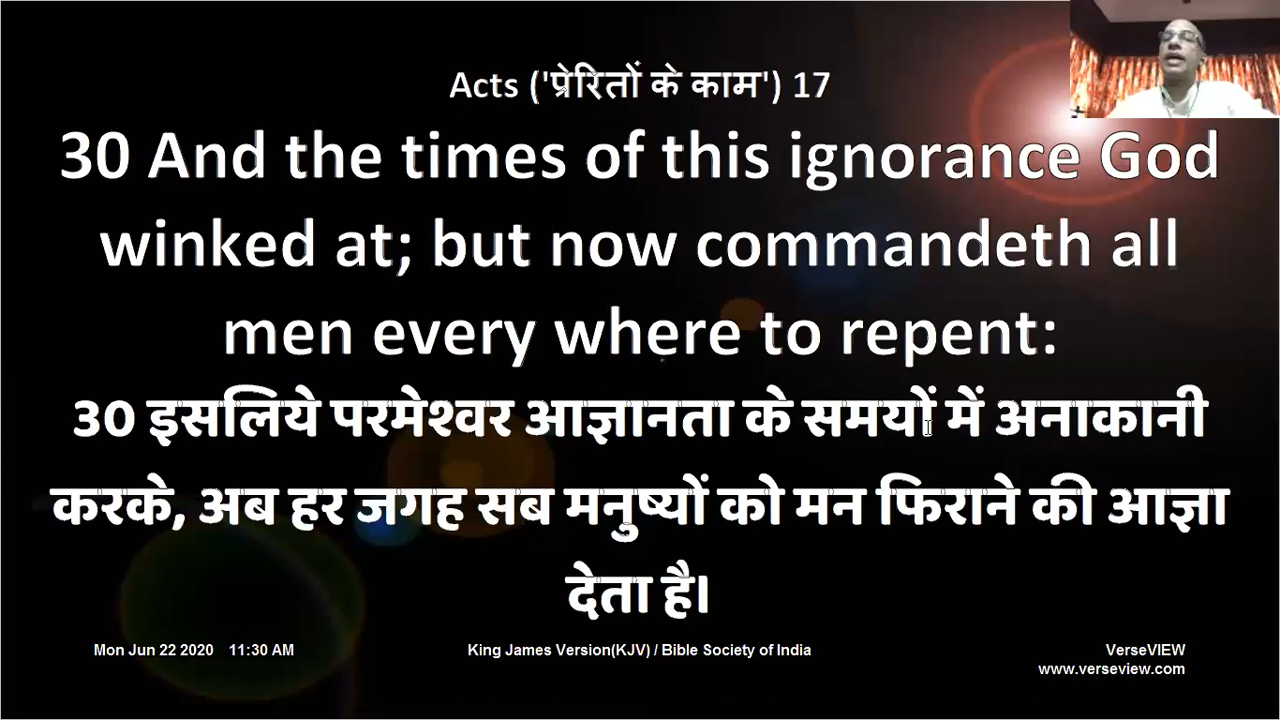 Acts ('प्रेरितों के काम') 17
30 And the times of this ignorance God
winked at; but now commandeth all
men every where to repent:
30 इसलिये परमेश्वर आज्ञानता के समयों में अनाकानी
करके, अब हर जगह सब मनुष्यों को मन फिराने की आज्ञा
देता है।
Mon Jun 22 2020 11:30 AM
King James Version(KJV) / Bible Society of India
VerseVIEW
www.verseview.com